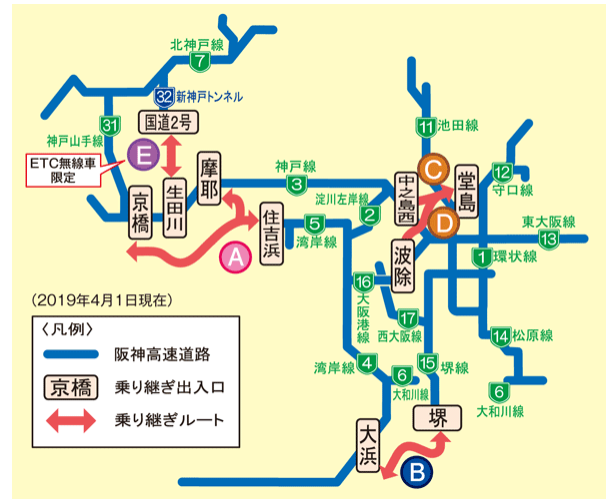 北神戸線
7
32 新神戸トンネル
国道2号
31
神戸山手線
E
ETC無線車
限定
摩耶
京橋
生田川
神戸線
3
住吉浜
5
湾岸線
A
淀川左岸線
2
11 池田線
C
中之島西
堂島
D
波除
12
守口線
東大阪線
13
1 環状線
16
大阪港線
17
西大阪線
14 松原線
湾岸線
4
6
大和川線
15 堺線
6
大和川線
堺
大浜
B
(2019年4月1日現在)
〈凡例〉
阪神高速道路
京橋 乗り継ぎ出入口
乗り継ぎルート